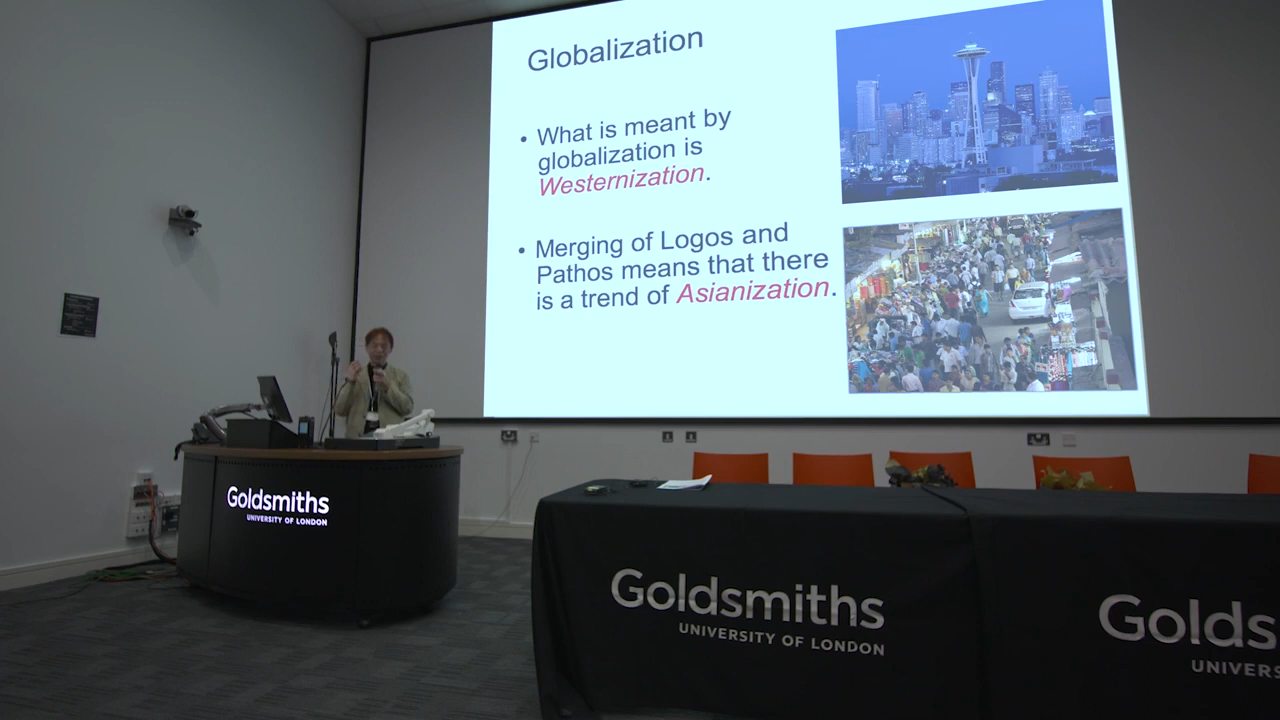 Globalization
• What is meant by
globalization is
Westernization.
• Merging of Logos and
Pathos means that there
is a trend of Asianization.
Goldsmiths
UNIVERSITY OF LONDON
Goldsmiths
UNIVERSITY OF LONDON
Golds
UNIVERS